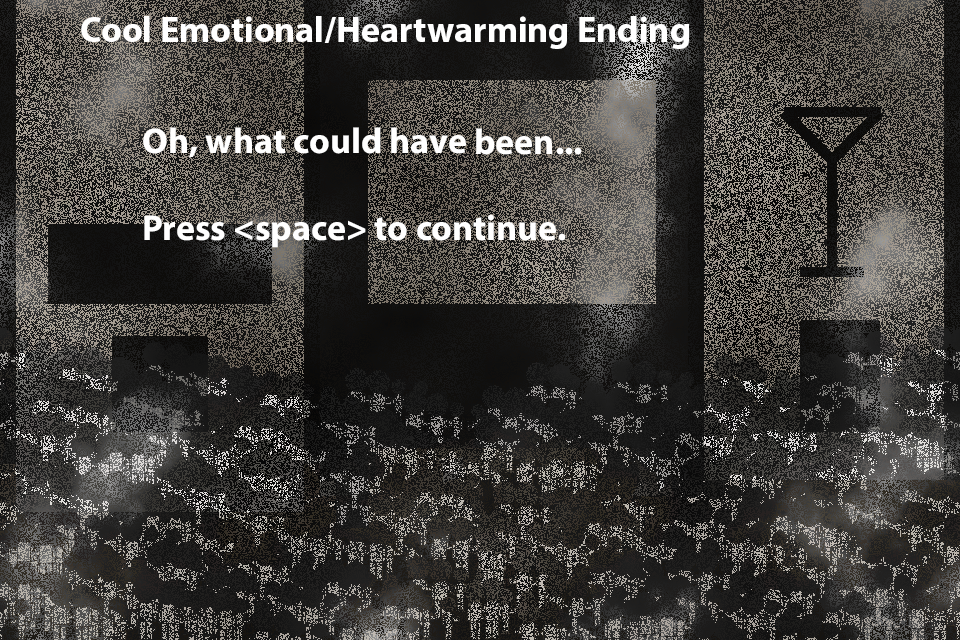 Cool Emotional/Heartwarming Ending
Oh, what could have been...
Press <space> to continue.